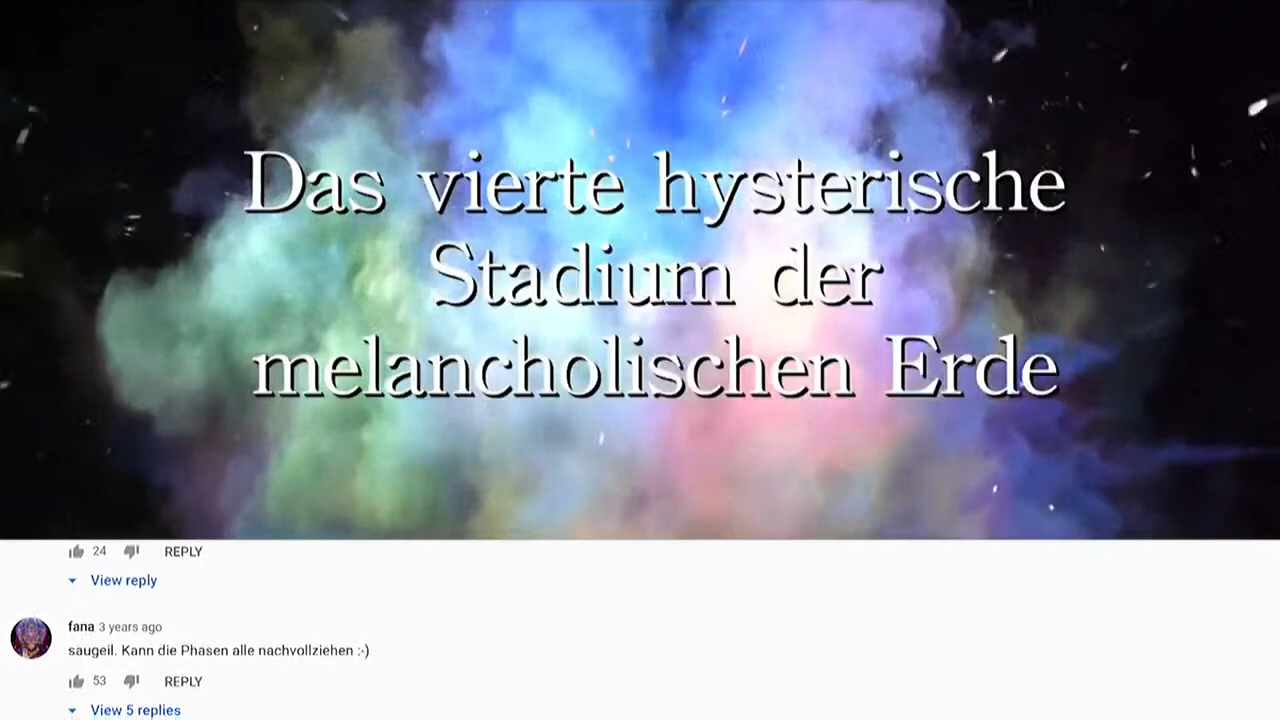 Das vierte hysterische
Stadium der
melancholischen Erde
24 REPLY
View reply
fana 3 years ago
saugeil. Kann die Phasen alle nachvollziehen :-)
53 REPLY
View 5 replies